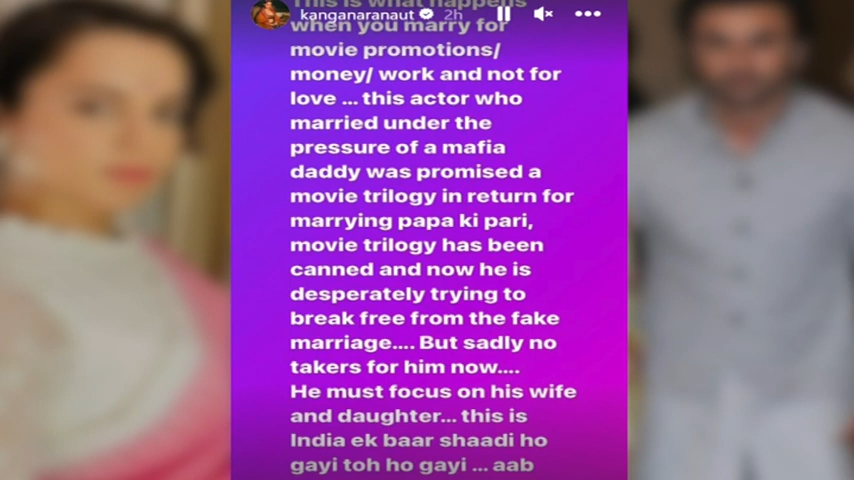 This is what happens
kanganaranaut 2h
when you marry for
movie promotions/
money/ work and not for
love ... this actor who
married under the
pressure of a mafia
daddy was promised a
movie trilogy in return for
marrying papa ki pari,
movie trilogy has been
canned and now he is
desperately trying to
break free from the fake
marriage.... But sadly no
takers for him now....
He must focus on his wife
and daughter... this is
India ek baar shaadi ho
gayi toh ho gayi ... aab